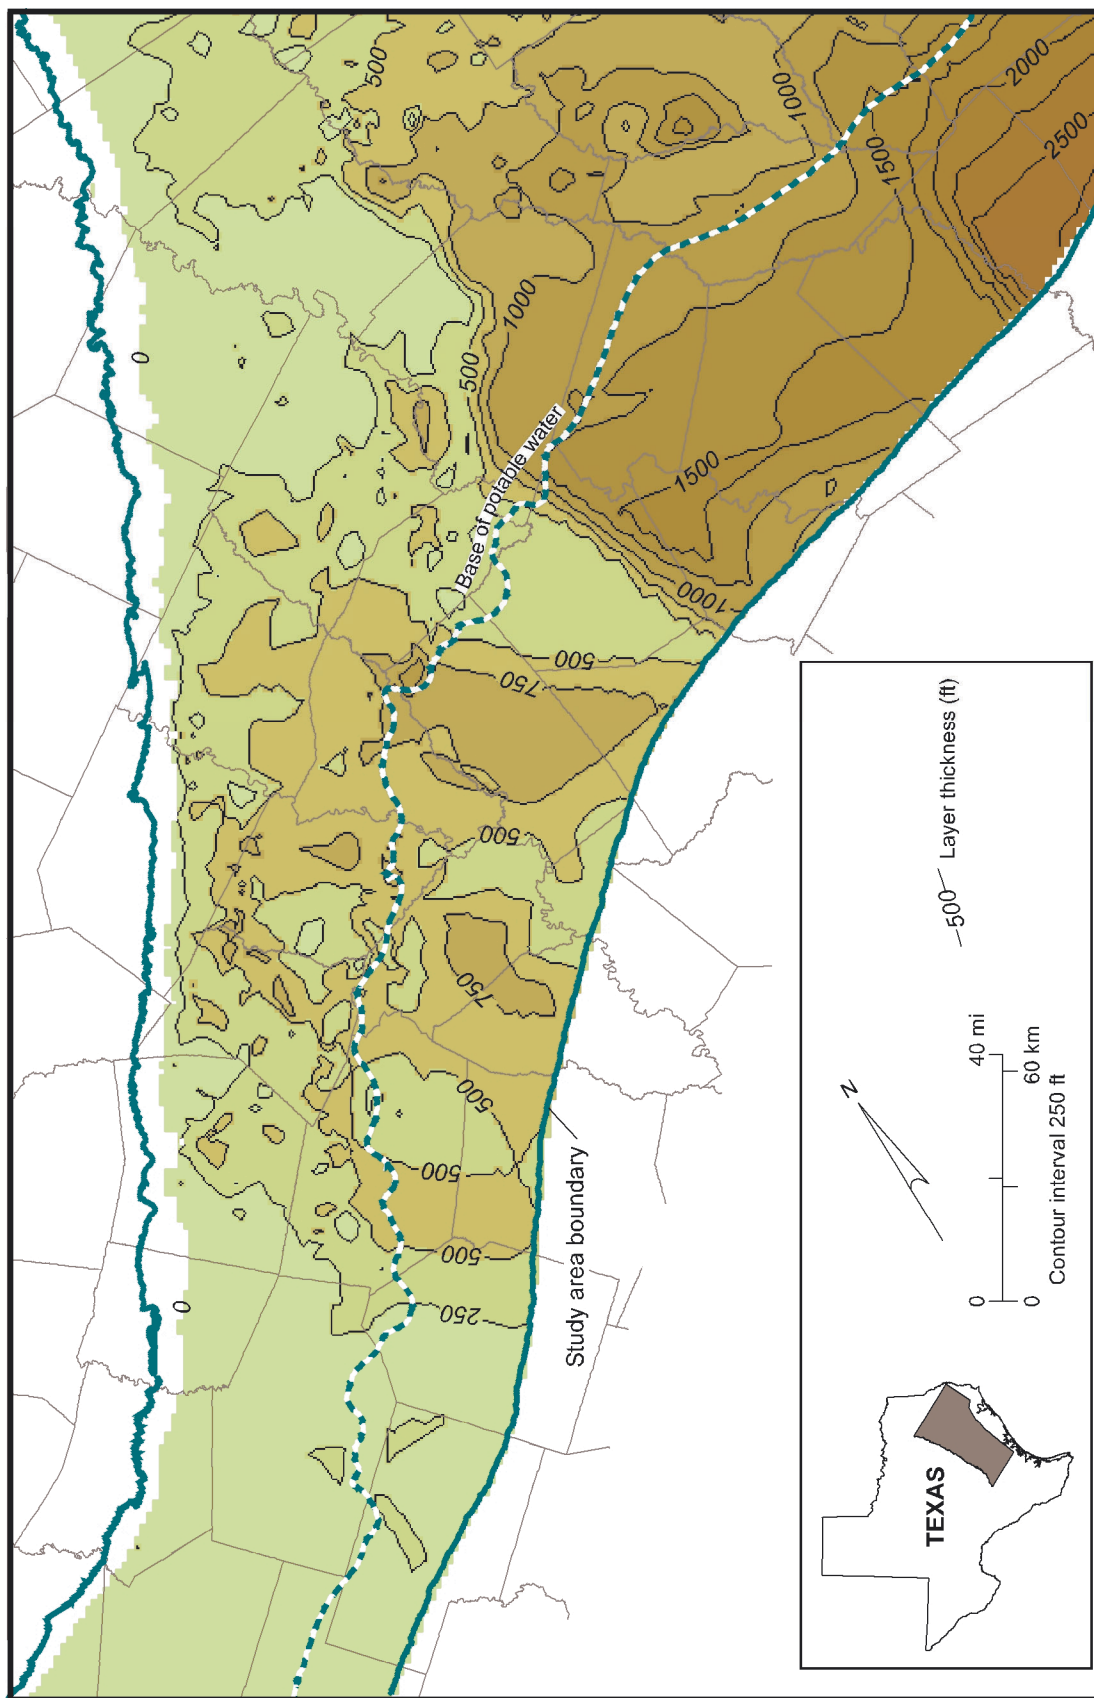 0
0
500
500
1000
1000
1500
2000
2500
1500
1000
Base of potable water
500
750
500
750
500
500
500
250
Study area boundary
500 Layer thickness (ft)
N
0 40 mi
0 60 km
Contour interval 250 ft
TEXAS